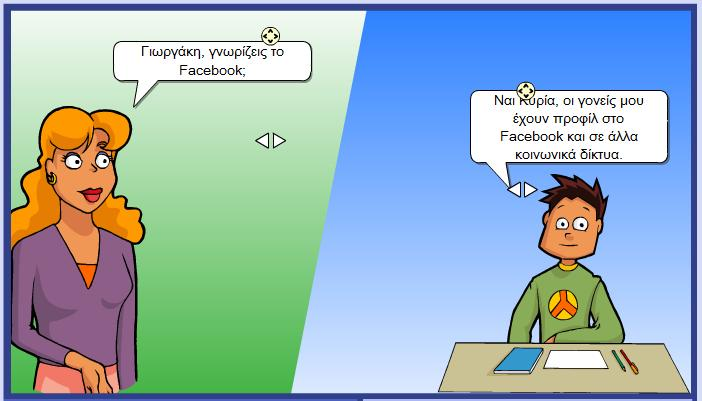 Γιωργάκη, γνωρίζεις το
Facebook;
Ναι Κυρία, οι γονείς μου
έχουν προφίλ στο
Facebook και σε άλλα
κοινωνικά δίκτυα.